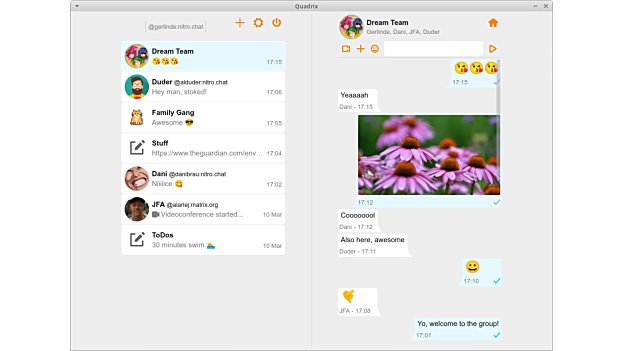 Quadrix
@gerlinde:nitro.chat
Dream Team
😘😘😘
17:15
Duder @alduder:nitro.chat
Hey man, stoked!
17:06
Family Gang
Awesome 😎
17:05
Stuff
https://www.theguardian.com/env...
17:04
Dani @danibrau:nitro.chat
Niiiiice 😋
17:02
JFA @alariej:matrix.org
Videoconference started...
10 Mar
ToDos
30 minutes swim 🏊
10 Mar
Dream Team
Gerlinde, Dani, JFA, Duder
😘😘😘
17:15
Yeaaaah
Dani - 17:15
17:12
Coooooool
Dani - 17:12
Also here, awesome
Duder - 17:11
😀
17:10
JFA - 17:08
Yo, welcome to the group!
17:01